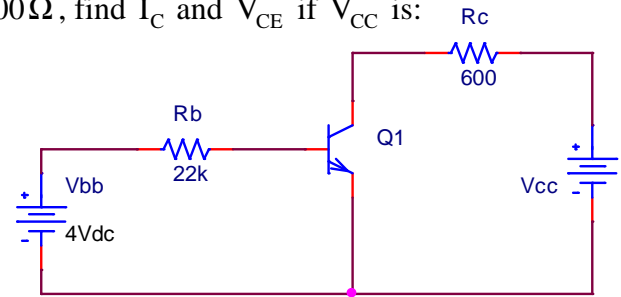 00Ω, find I_C and V_CE if V_CC is:
Rc
600
Rb
22k
Q1
Vbb
4Vdc
Vcc
+
-
+
-